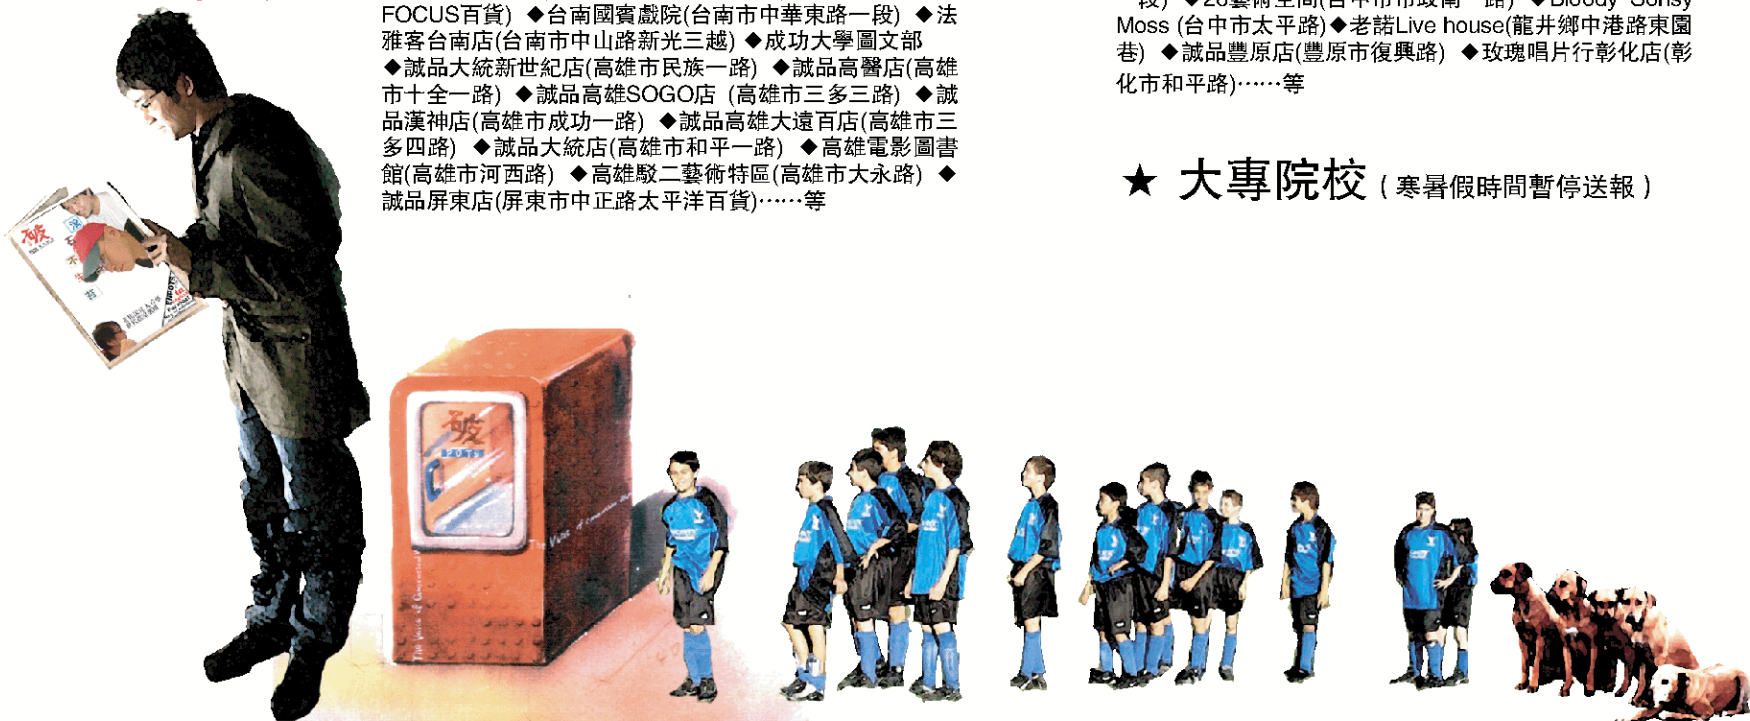 FOCUS百貨) ◆台南國賓戲院(台南市中華東路一段) ◆法
雅客台南店(台南市中山路新光三越) ◆成功大學圖文部
◆誠品大統新世紀店(高雄市民族一路) ◆誠品高醫店(高雄
市十全一路) ◆誠品高雄SOGO店 (高雄市三多三路) ◆誠
品漢神店(高雄市成功一路) ◆誠品高雄大遠百店(高雄市三
多四路) ◆誠品大統店(高雄市和平一路) ◆高雄電影圖書
館(高雄市河西路) ◆高雄駁二藝術特區(高雄市大永路) ◆
誠品屏東店(屏東市中正路太平洋百貨)……等
Moss (台中市太平路)◆老諾Live house(龍井鄉中港路東園
巷) ◆誠品豐原店(豐原市復興路) ◆玫瑰唱片行彰化店(彰
化市和平路)……等
★ 大專院校 ( 寒暑假時間暫停送報 )
破
破
POTS
The Voice of Generation
The Voice of